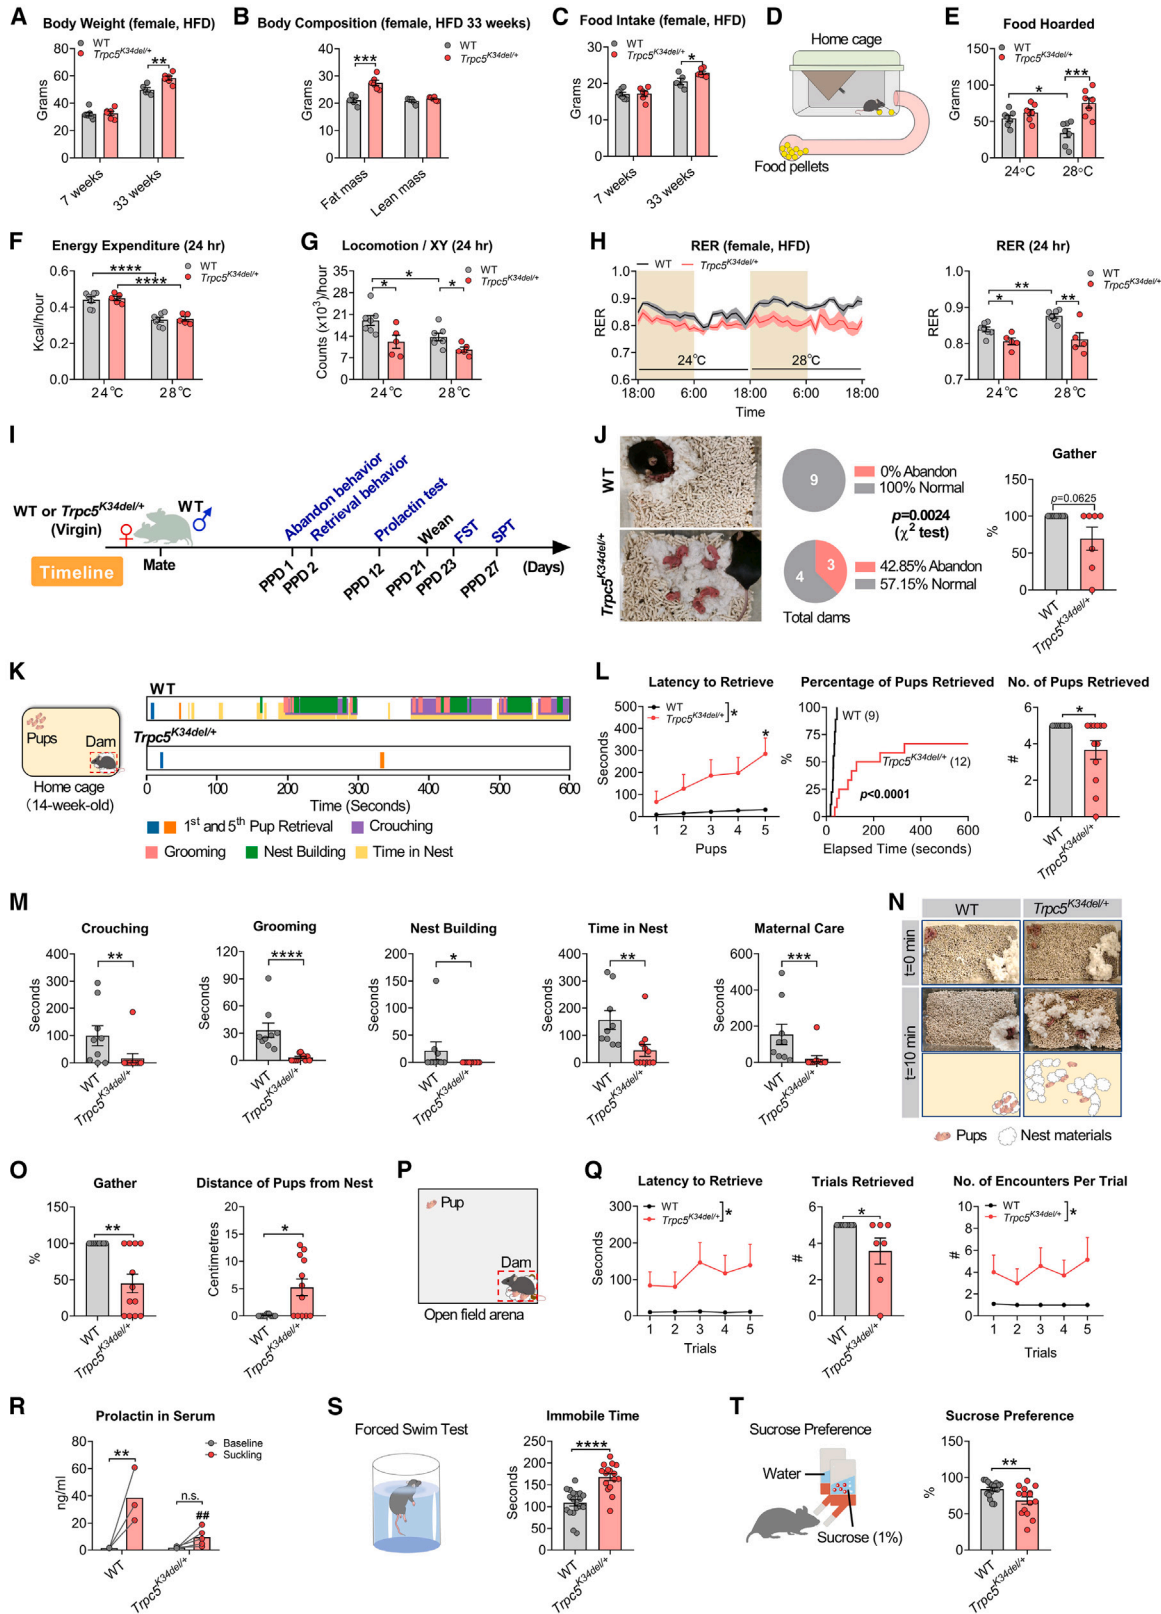 A Body Weight (female, HFD)
WT
Trpc5K34del/+
**
Grams
80
60
40
20
0
7 weeks
33 weeks
B Body Composition (female, HFD 33 weeks)
WT
Trpc5K34del/+
***
Grams
40
30
20
10
0
Fat mass
Lean mass
C Food Intake (female, HFD)
WT
Trpc5K34del/+
*
Grams
30
20
10
0
7 weeks
33 weeks
D
Home cage
Food pellets
E Food Hoarded
WT
Trpc5K34del/+
*
***
Grams
150
100
50
0
24°C
28°C
F Energy Expenditure (24 hr)
WT
Trpc5K34del/+
****
****
Kcal/hour
0.6
0.4
0.2
0.0
24°C
28°C
G Locomotion / XY (24 hr)
WT
Trpc5K34del/+
*
*
*
Counts (x10³)/hour
35
28
21
14
7
0
24°C
28°C
H RER (female, HFD)
WT
Trpc5K34del/+
RER
1.0
0.9
0.8
0.7
0.6
24°C
28°C
18:00 6:00 18:00 6:00 18:00
Time
RER (24 hr)
WT
Trpc5K34del/+
**
*
**
RER
1.0
0.9
0.8
0.7
24°C
28°C
I
WT or Trpc5K34del/+
(Virgin)
♀
WT
♂
Timeline
Mate
Abandon behavior
Retrieval behavior
Prolactin test
Wean
FST
SPT
PPD 1
PPD 2
PPD 12
PPD 21
PPD 23
PPD 27
(Days)
J
WT
Trpc5K34del/+
9
0% Abandon
100% Normal
p=0.0024
(χ² test)
4
3
42.85% Abandon
57.15% Normal
Total dams
Gather
p=0.0625
%
150
100
50
0
WT
Trpc5K34del/+
K
Pups
Dam
Home cage
(14-week-old)
WT
Trpc5K34del/+
0 100 200 300 400 500 600
Time (Seconds)
1st and 5th Pup Retrieval
Crouching
Grooming
Nest Building
Time in Nest
L Latency to Retrieve
WT
Trpc5K34del/+
*
*
Seconds
500
400
300
200
100
0
1 2 3 4 5
Pups
Percentage of Pups Retrieved
WT (9)
Trpc5K34del/+ (12)
p<0.0001
%
100
75
50
25
0
0 200 400 600
Elapsed Time (seconds)
No. of Pups Retrieved
*
#
6
4
2
0
WT
Trpc5K34del/+
M Crouching
**
Seconds
400
300
200
100
0
WT
Trpc5K34del/+
Grooming
****
Seconds
120
90
60
30
0
WT
Trpc5K34del/+
Nest Building
*
Seconds
200
150
100
50
0
WT
Trpc5K34del/+
Time in Nest
**
Seconds
400
300
200
100
0
WT
Trpc5K34del/+
Maternal Care
***
Seconds
600
400
200
0
WT
Trpc5K34del/+
N
WT
Trpc5K34del/+
t=0 min
t=10 min
Pups
Nest materials
O Gather
**
%
150
100
50
0
WT
Trpc5K34del/+
Distance of Pups from Nest
*
Centimetres
20
15
10
5
0
WT
Trpc5K34del/+
P
Pup
Dam
Open field arena
Q Latency to Retrieve
WT
Trpc5K34del/+
*
Seconds
300
200
100
0
1 2 3 4 5
Trials
Trials Retrieved
*
#
6
4
2
0
WT
Trpc5K34del/+
No. of Encounters Per Trial
WT
Trpc5K34del/+
*
#
10
8
6
4
2
0
1 2 3 4 5
Trials
R Prolactin in Serum
Baseline
Suckling
**
n.s.
##
ng/ml
80
60
40
20
0
WT
Trpc5K34del/+
S
Forced Swim Test
Immobile Time
****
Seconds
250
200
150
100
50
0
WT
Trpc5K34del/+
T
Sucrose Preference
Water
Sucrose (1%)
Sucrose Preference
**
%
150
100
50
0
WT
Trpc5K34del/+